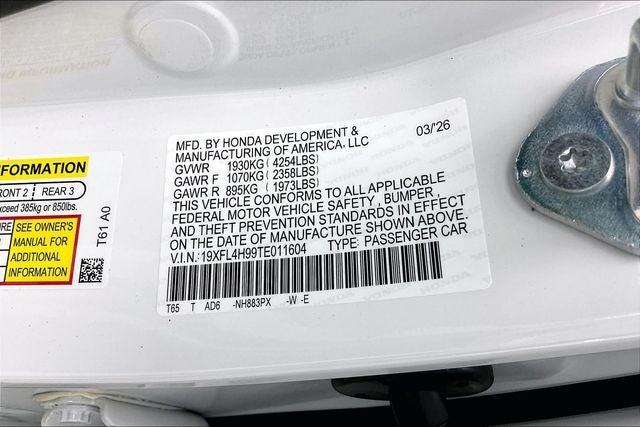 FORMATION
FRONT 2
REAR 3
exceed 385kg or 850lbs.
SEE OWNER'S
MANUAL FOR
ADDITIONAL
INFORMATION
T61 A0
MFD. BY HONDA DEVELOPMENT &
MANUFACTURING OF AMERICA, LLC
03/'26
GVWR 1930KG ( 4254LBS)
GAWR F 1070KG ( 2358LBS)
GAWR R 895KG ( 1973LBS)
THIS VEHICLE CONFORMS TO ALL APPLICABLE
FEDERAL MOTOR VEHICLE SAFETY , BUMPER ,
AND THEFT PREVENTION STANDARDS IN EFFECT
ON THE DATE OF MANUFACTURE SHOWN ABOVE.
V.I.N.: 19XFL4H99TE011604 TYPE: PASSENGER CAR
T65 T AD6 -NH883PX -W -E